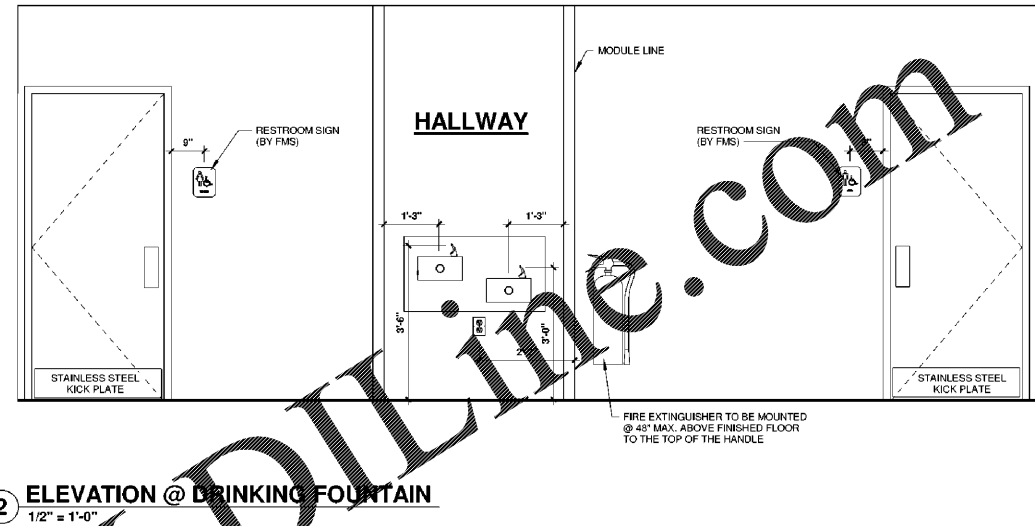 MODULE LINE
HALLWAY
RESTROOM SIGN
(BY FMS)
9"
RESTROOM SIGN
(BY FMS)
1'-3"
1'-3"
3'-6"
3'-0"
STAINLESS STEEL
KICK PLATE
STAINLESS STEEL
KICK PLATE
FIRE EXTINGUISHER TO BE MOUNTED
@ 48" MAX. ABOVE FINISHED FLOOR
TO THE TOP OF THE HANDLE
2 ELEVATION @ DRINKING FOUNTAIN
1/2" = 1'-0"
DILine.com